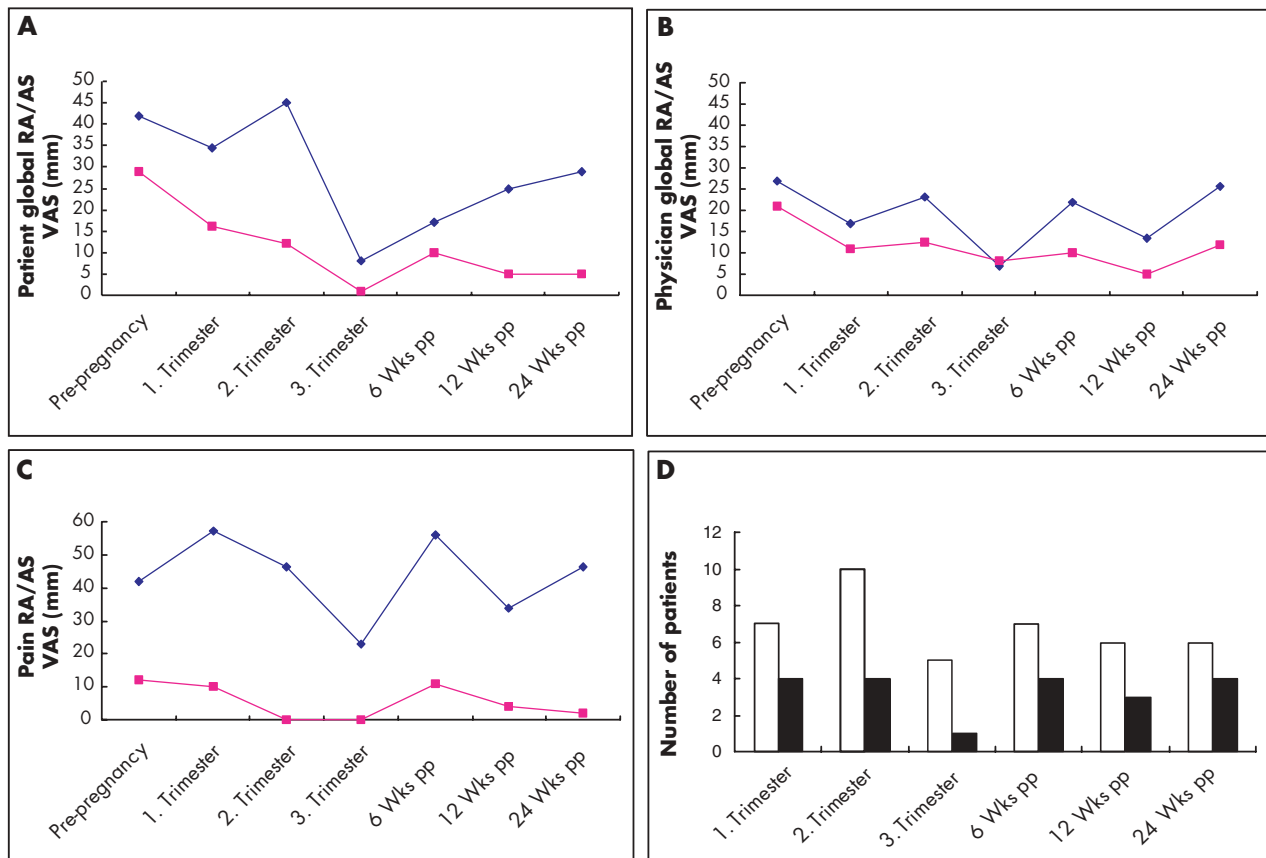 A
Patient global RA/AS
VAS (mm)
50
45
40
35
30
25
20
15
10
5
0
Pre-pregnancy
1. Trimester
2. Trimester
3. Trimester
6 Wks pp
12 Wks pp
24 Wks pp
B
Physician global RA/AS
VAS (mm)
50
45
40
35
30
25
20
15
10
5
0
Pre-pregnancy
1. Trimester
2. Trimester
3. Trimester
6 Wks pp
12 Wks pp
24 Wks pp
C
Pain RA/AS
VAS (mm)
60
50
40
30
20
10
0
Pre-pregnancy
1. Trimester
2. Trimester
3. Trimester
6 Wks pp
12 Wks pp
24 Wks pp
D
Number of patients
12
10
8
6
4
2
0
1. Trimester
2. Trimester
3. Trimester
6 Wks pp
12 Wks pp
24 Wks pp